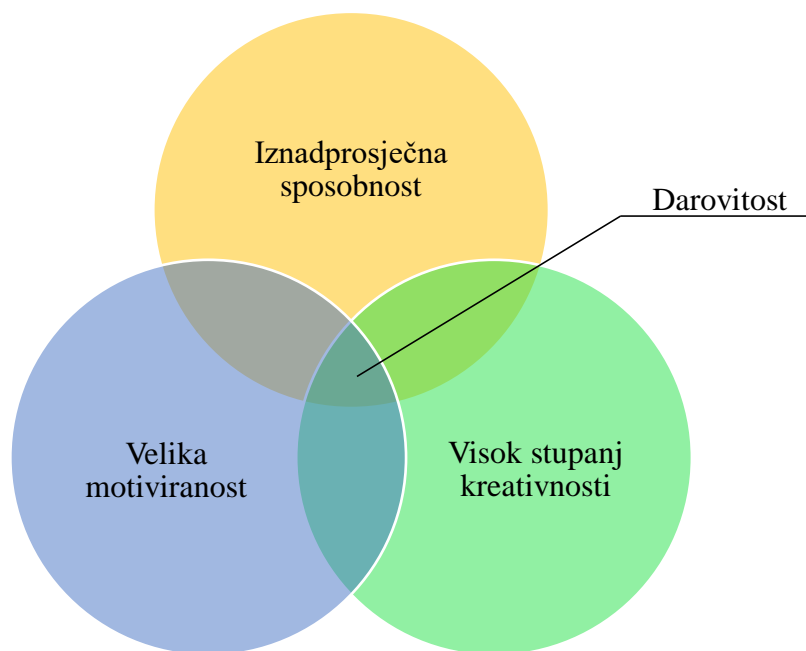 Iznadprosječna
sposobnost
Darovitost
Velika
motiviranost
Visok stupanj
kreativnosti